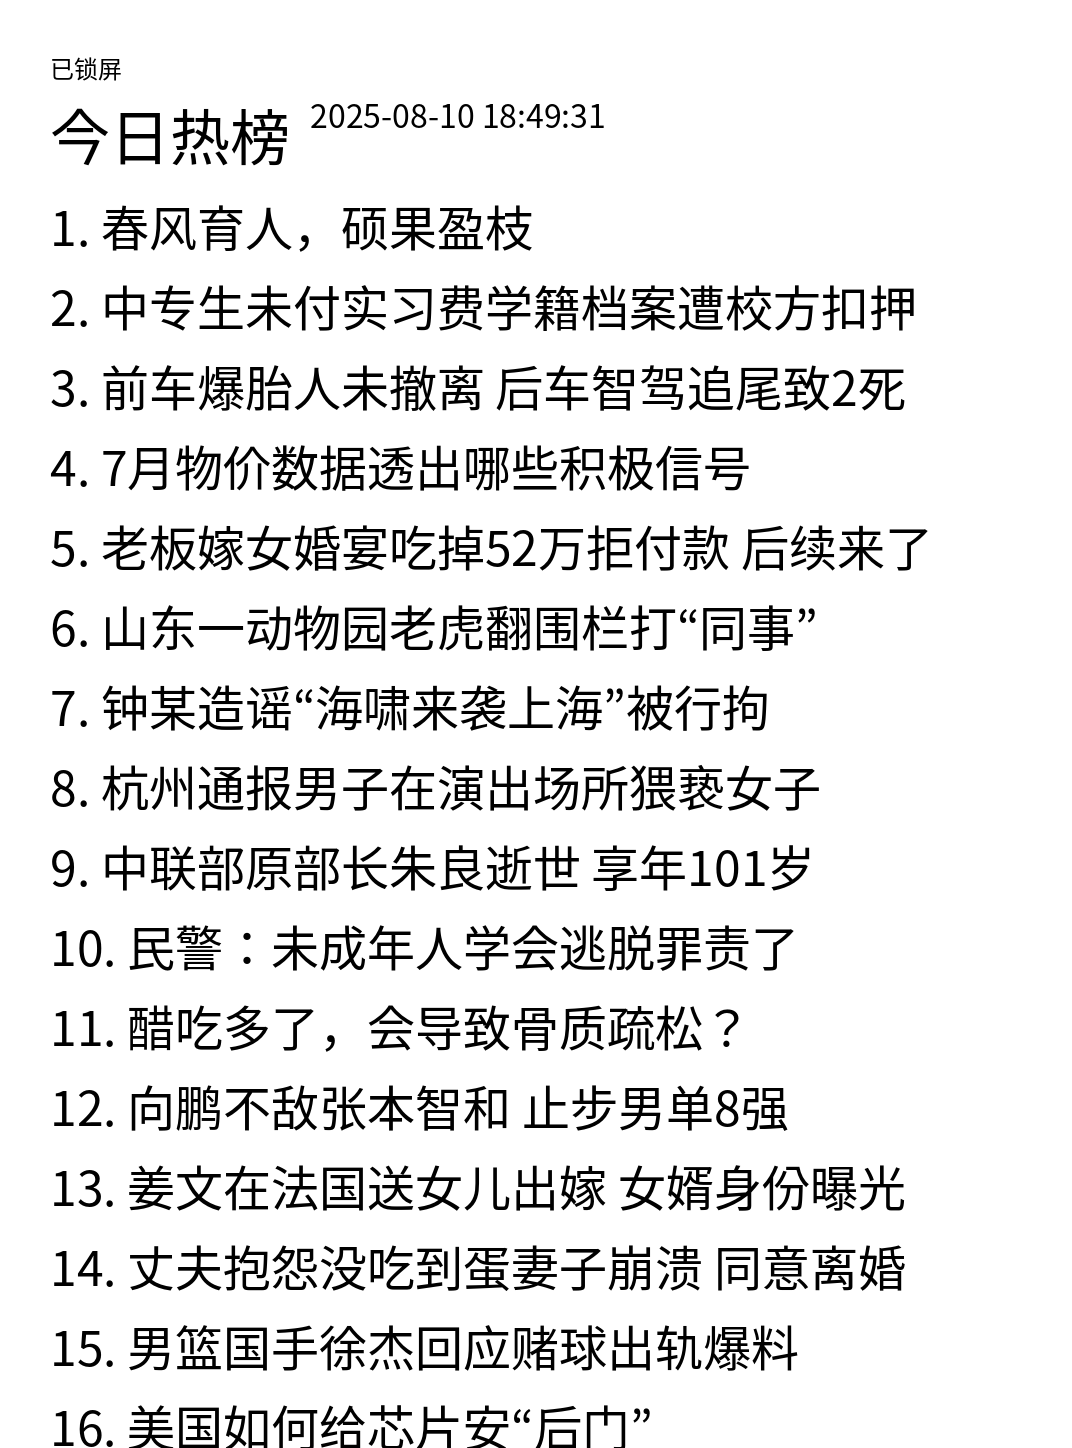 已锁屏
今日热榜 2025-08-10 18:49:31
1. 春风育人，硕果盈枝
2. 中专生未付实习费学籍档案遭校方扣押
3. 前车爆胎人未撤离 后车智驾追尾致2死
4. 7月物价数据透出哪些积极信号
5. 老板嫁女婚宴吃掉52万拒付款 后续来了
6. 山东一动物园老虎翻围栏打“同事”
7. 钟某造谣“海啸来袭上海”被行拘
8. 杭州通报男子在演出场所猥亵女子
9. 中联部原部长朱良逝世 享年101岁
10. 民警：未成年人学会逃脱罪责了
11. 醋吃多了，会导致骨质疏松？
12. 向鹏不敌张本智和 止步男单8强
13. 姜文在法国送女儿出嫁 女婿身份曝光
14. 丈夫抱怨没吃到蛋妻子崩溃 同意离婚
15. 男篮国手徐杰回应赌球出轨爆料
16. 美国如何给芯片安“后门”